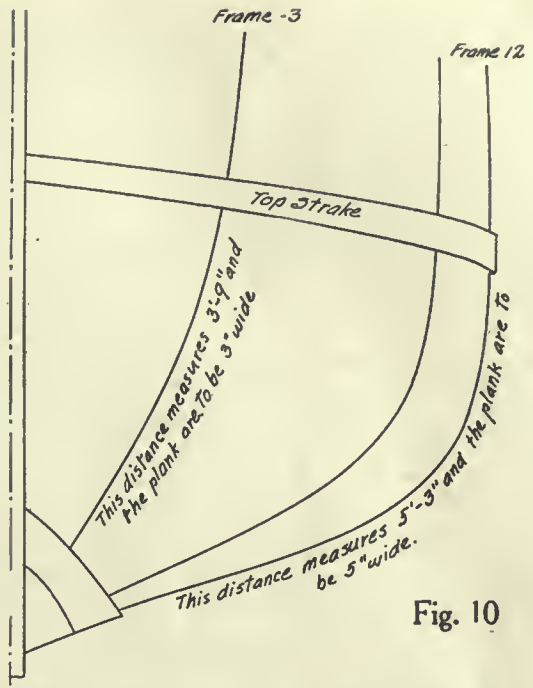 Frame -3
Frame 12
Top Strake
This distance measures 3'-9" and
the plank are to be 3" wide
This distance measures 5'-3" and the plank are to
be 5" wide.
Fig. 10